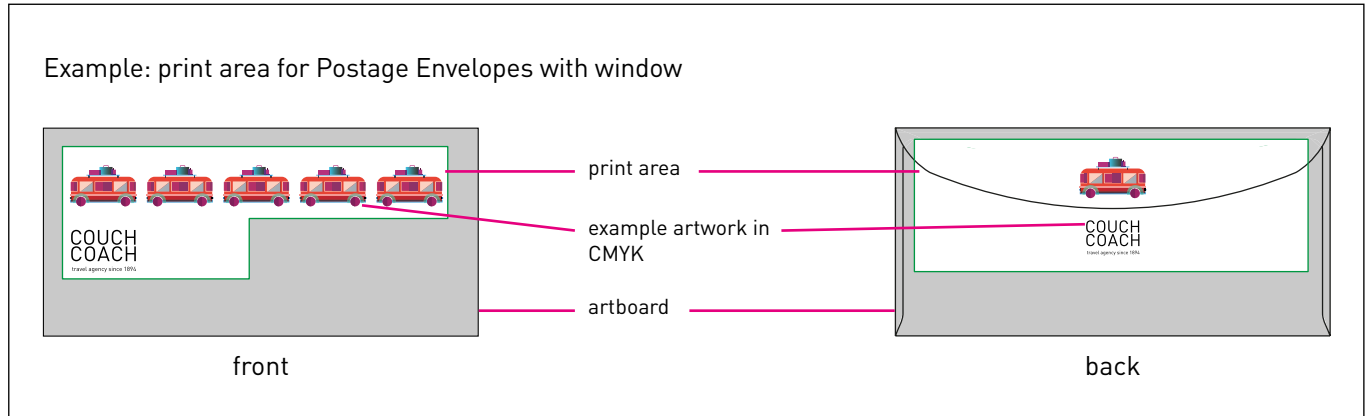 Example: print area for Postage Envelopes with window
print area
example artwork in
CMYK
artboard
COUCH
COACH
travel agency since 1894
COUCH
COACH
travel agency since 1894
front
back